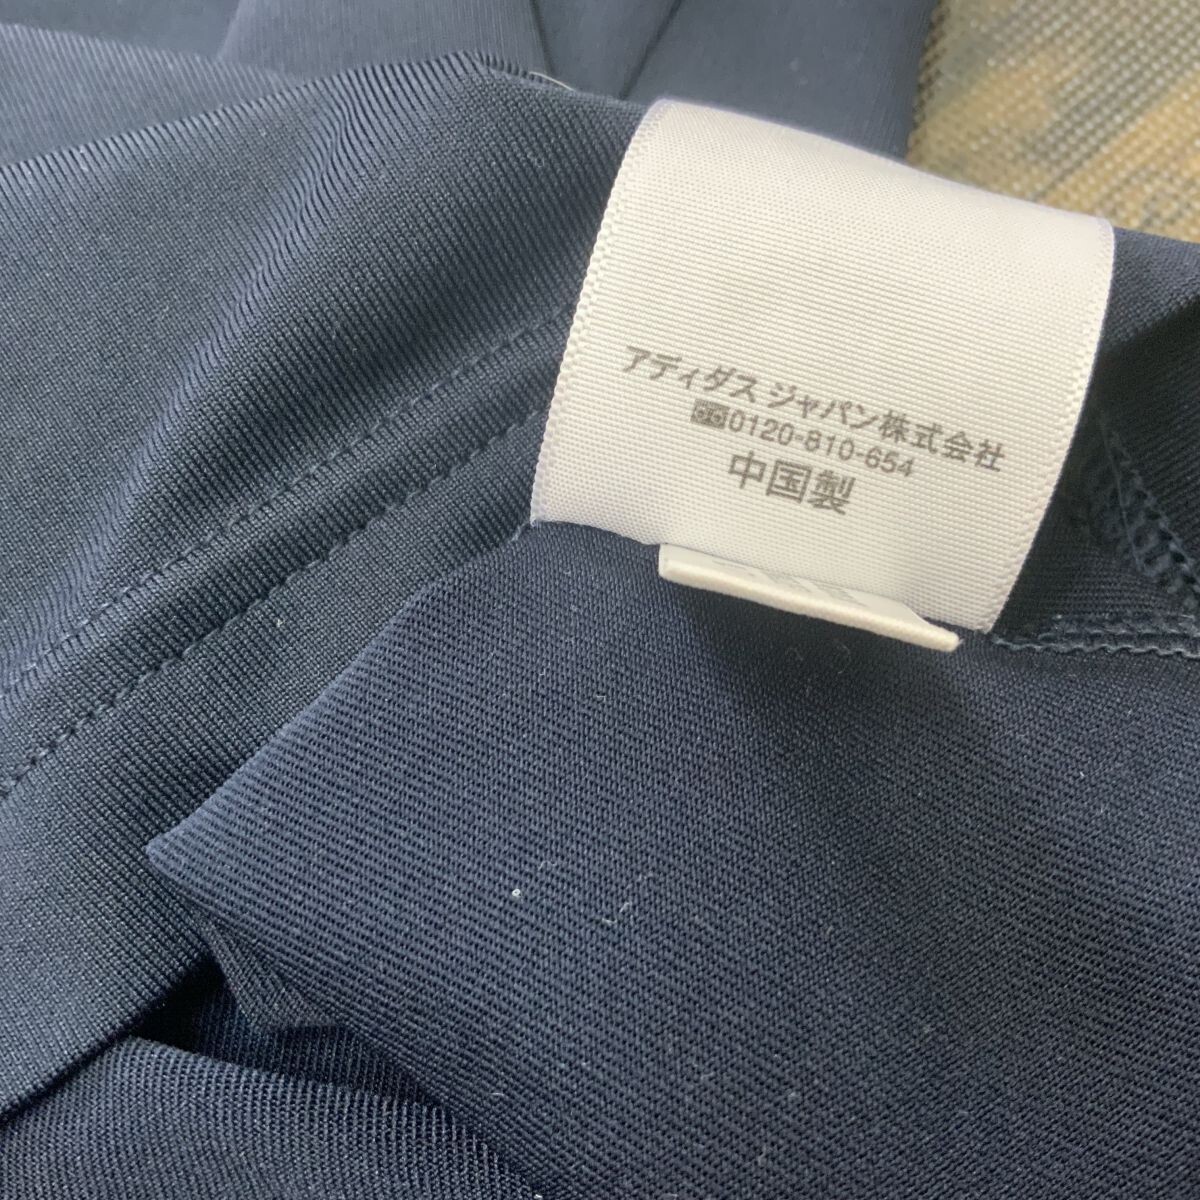 アディダス ジャパン株式会社
0120-810-654
中国製